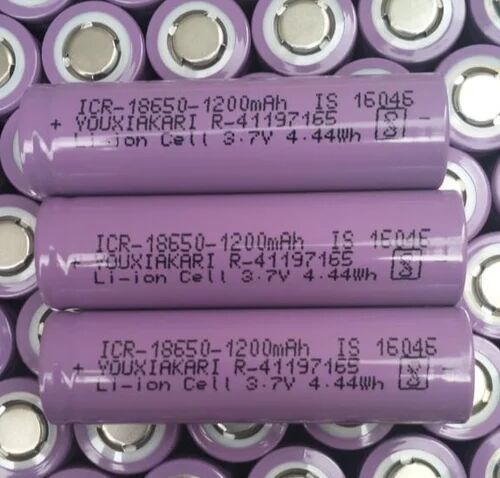 ICR-18650-1200mAh IS 16046
+ YOUXIAKARI R-41197165 -
Li-ion Cell 3.7V 4.44Wh
ICR-18650-1200mAh IS 16046
+ YOUXIAKARI R-41197165 -
Li-ion Cell 3.7V 4.44Wh
ICR-18650-1200mAh IS 16046
+ YOUXIAKARI R-41197165 -
Li-ion Cell 3.7V 4.44Wh